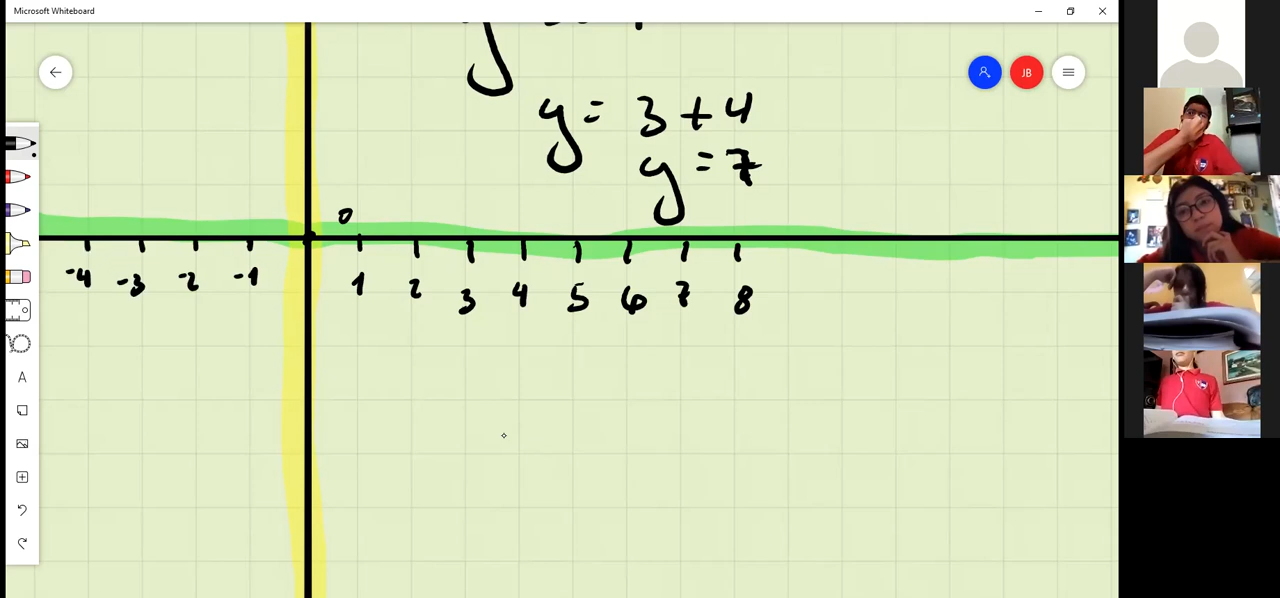 Microsoft Whiteboard
JB
y = 3 + 4
y = 7
0
-4 -3 -2 -1 1 2 3 4 5 6 7 8
A